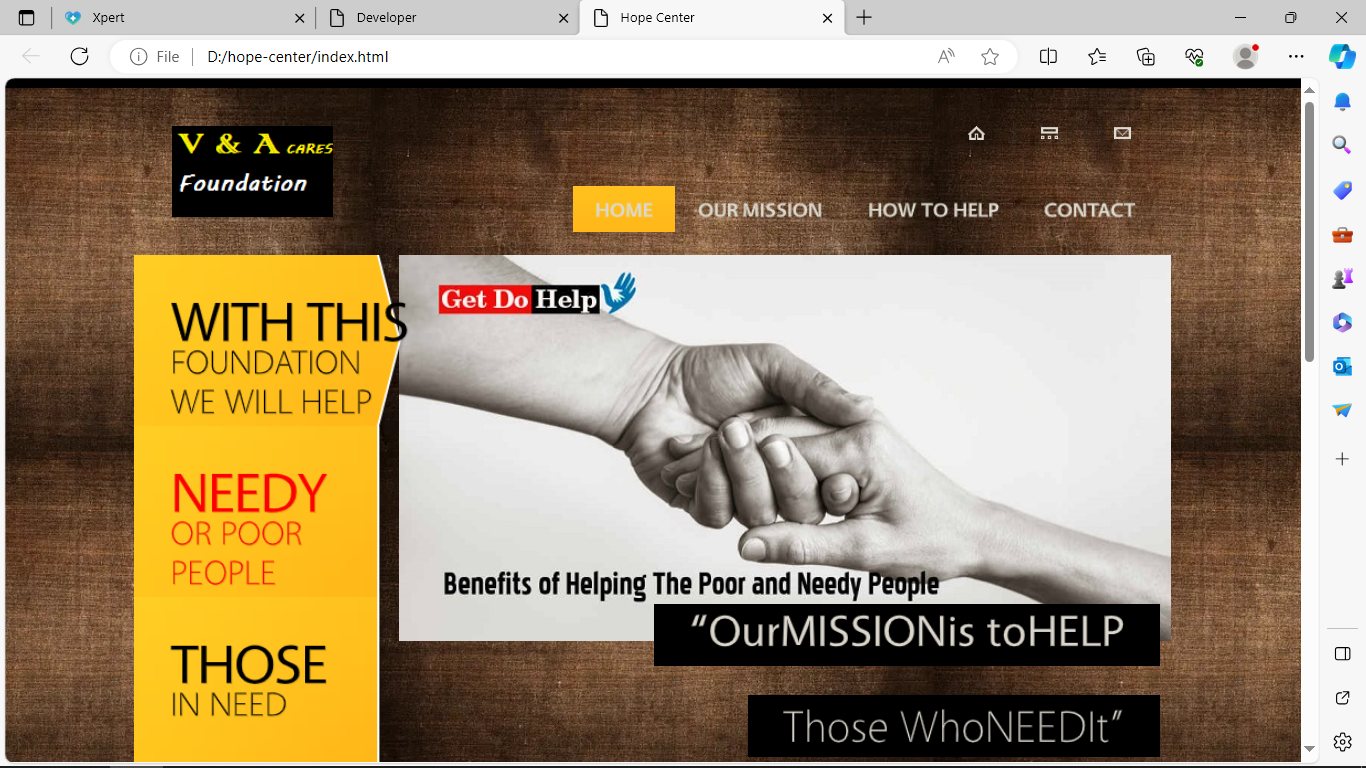 Xpert
Developer
Hope Center
File
D:/hope-center/index.html
V & A CARES
Foundation
HOME
OUR MISSION
HOW TO HELP
CONTACT
WITH THIS
FOUNDATION
WE WILL HELP
NEEDY
OR POOR
PEOPLE
THOSE
IN NEED
Get Do Help
Benefits of Helping The Poor and Needy People
“OurMISSIONis toHELP
Those WhoNEEDIt”